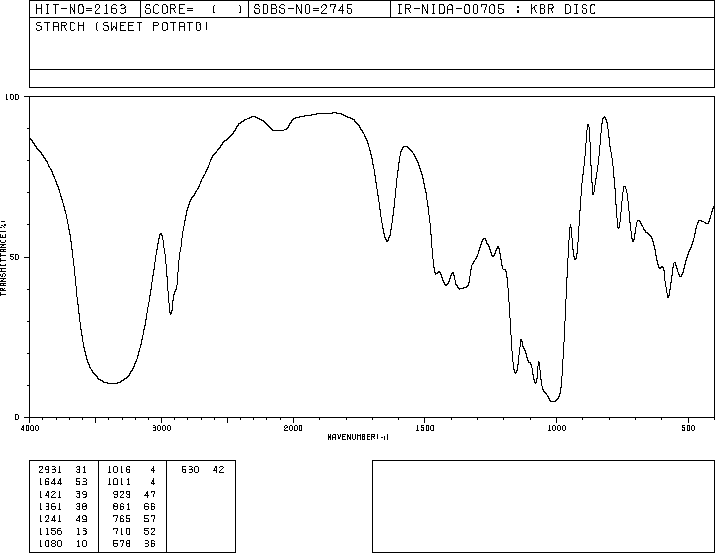 HIT-NO=2163 SCORE= ( ) SDBS-NO=2745 IR-NIDA-00705 : KBR DISC
STARCH (SWEET POTATO)
100
50
0
TRANSMITTANCE(%)
4000 3000 2000 1500 1000 500
WAVENUMBER(-1)
2931 31 1016 4 530 42
1644 53 1011 4
1421 39 929 47
1361 38 861 66
1241 49 765 57
1156 13 710 52
1080 10 578 36